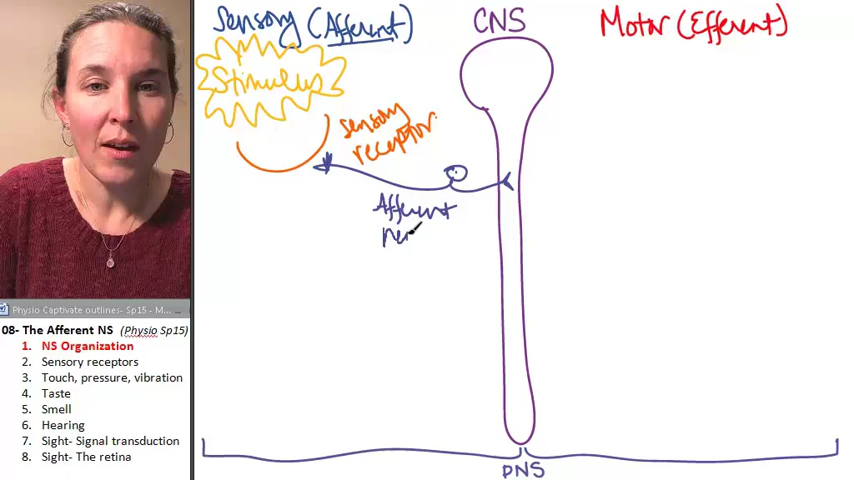 Sensory (Afferent)
CNS
Motor (Efferent)
Stimulus
sensory
receptor
Afferent
ner
PNS
Physio Captivate outlines- Sp15 - M...
08- The Afferent NS (Physio Sp15)
1. NS Organization
2. Sensory receptors
3. Touch, pressure, vibration
4. Taste
5. Smell
6. Hearing
7. Sight- Signal transduction
8. Sight- The retina